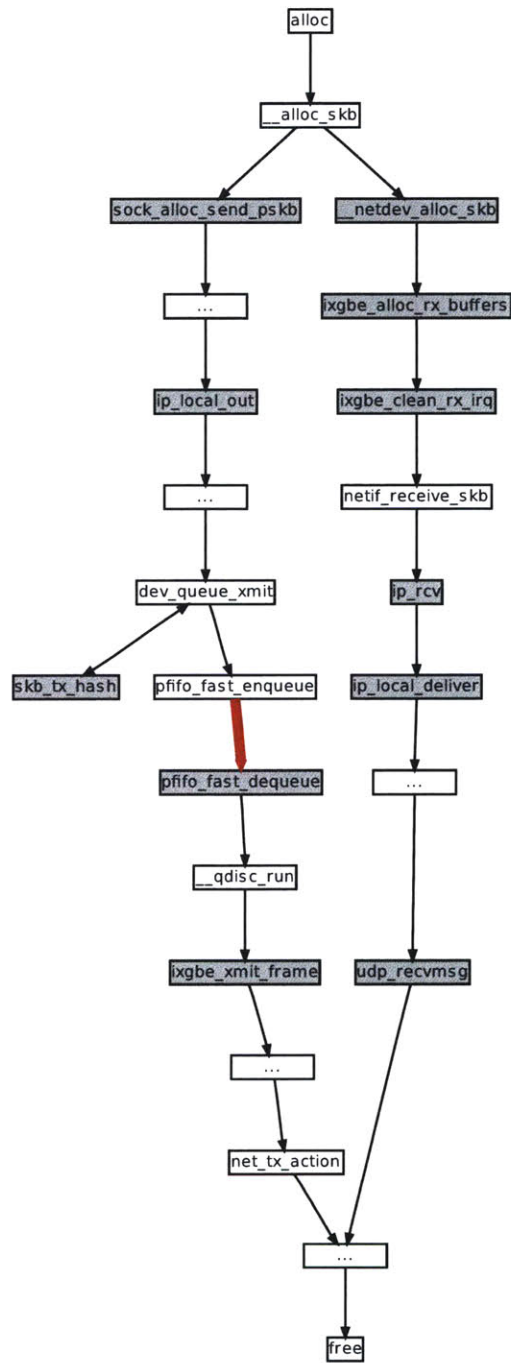 alloc
__alloc_skb
sock_alloc_send_pskb
__netdev_alloc_skb
...
ixgbe_alloc_rx_buffers
ip_local_out
ixgbe_clean_rx_irq
...
netif_receive_skb
dev_queue_xmit
ip_rcv
skb_tx_hash
pfifo_fast_enqueue
ip_local_deliver
pfifo_fast_dequeue
...
__qdisc_run
ixgbe_xmit_frame
udp_recvmsg
...
net_tx_action
...
free